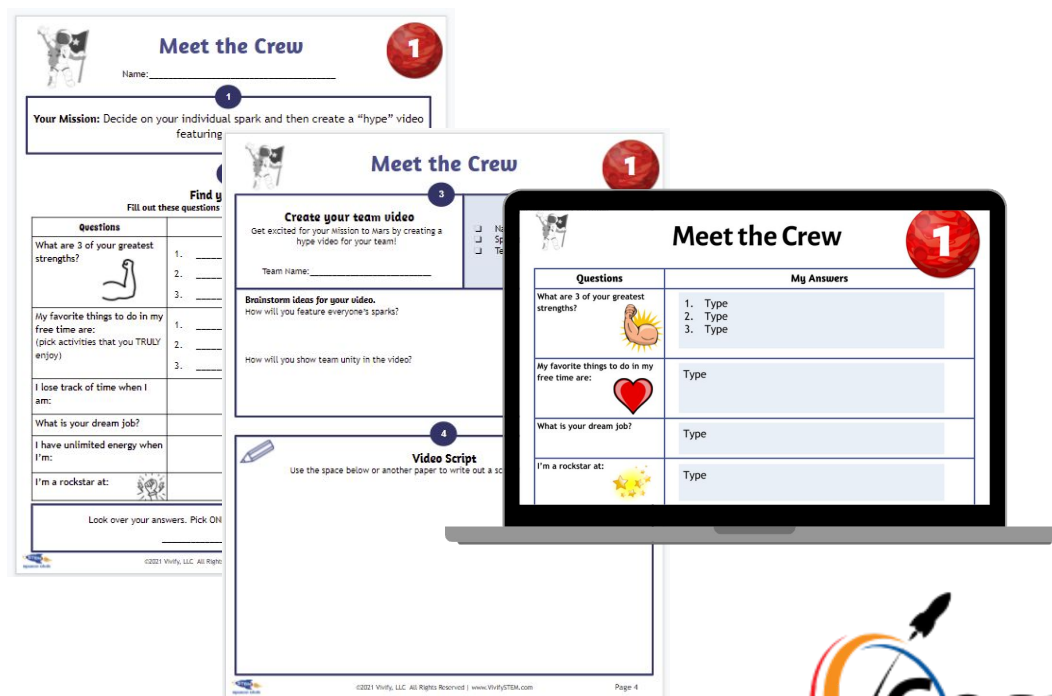 Meet the Crew
1
Name:
1
Your Mission: Decide on your individual spark and then create a “hype” video
featuring
Find y
Fill out these questions
Questions
What are 3 of your greatest
strengths?
1.
2.
3.
My favorite things to do in my
free time are:
(pick activities that you TRULY
enjoy)
1.
2.
3.
I lose track of time when I
am:
What is your dream job?
I have unlimited energy when
I’m:
I’m a rockstar at:
Look over your answers. Pick ON
©2021 Vivify, LLC All Righ
Meet the Crew
1
3
Create your team video
Get excited for your Mission to Mars by creating a
hype video for your team!
Team Name:
Na
Sp
Te
Brainstorm ideas for your video.
How will you feature everyone’s sparks?
How will you show team unity in the video?
4
Video Script
Use the space below or another paper to write out a sc
©2021 Vivify, LLC All Rights Reserved | www.VivifySTEM.com
Page 4
Meet the Crew
1
Questions
My Answers
What are 3 of your greatest
strengths?
1. Type
2. Type
3. Type
My favorite things to do in my
free time are:
Type
What is your dream job?
Type
I’m a rockstar at:
Type